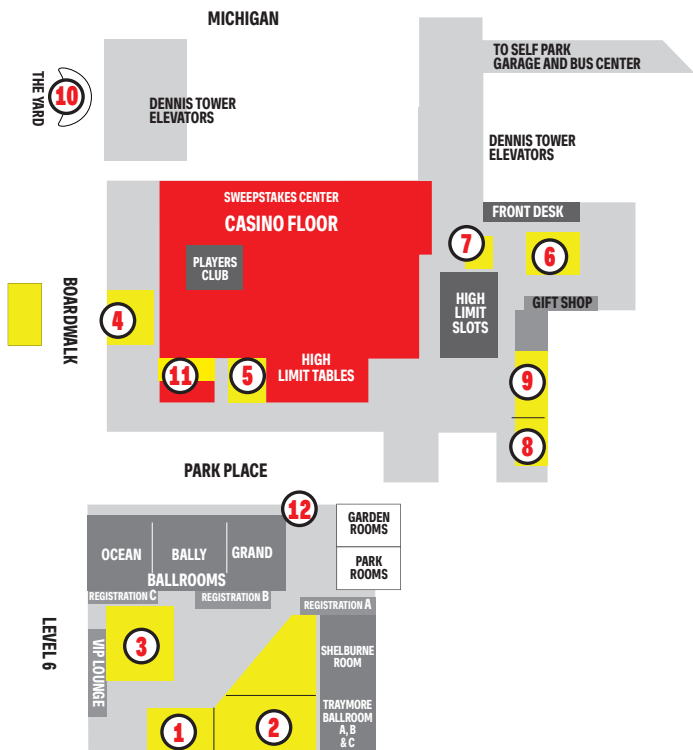 MICHIGAN
TO SELF PARK
GARAGE AND BUS CENTER
THE YARD
10
DENNIS TOWER
ELEVATORS
DENNIS TOWER
ELEVATORS
SWEEPSTAKES CENTER
CASINO FLOOR
FRONT DESK
7
6
PLAYERS
CLUB
BOARDWALK
4
HIGH
LIMIT
SLOTS
GIFT SHOP
11
5
HIGH
LIMIT TABLES
9
8
PARK PLACE
12
GARDEN
ROOMS
OCEAN
BALLY
GRAND
BALLROOMS
PARK
ROOMS
REGISTRATION C
REGISTRATION B
REGISTRATION A
LEVEL 6
VIP LOUNGE
3
SHELBURNE
ROOM
1
2
TRAYMORE
BALLROOM
A, B
& C